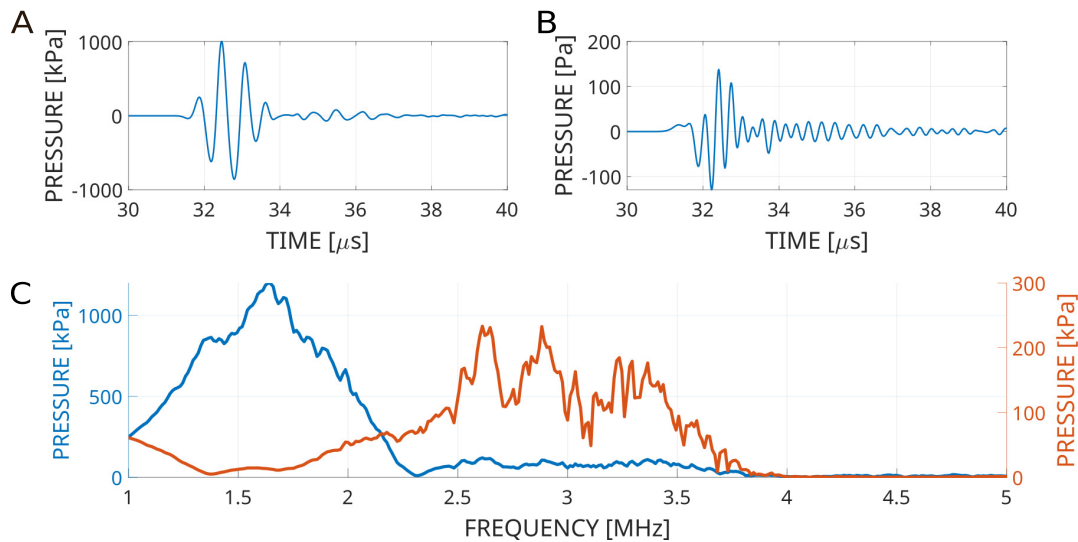 A
PRESSURE [kPa]
1000
0
-1000
30 32 34 36 38 40
TIME [μs]
B
PRESSURE [Pa]
200
100
0
-100
30 32 34 36 38 40
TIME [μs]
C
PRESSURE [kPa]
1000
500
0
300
200
100
0
PRESSURE [kPa]
1 1.5 2 2.5 3 3.5 4 4.5 5
FREQUENCY [MHz]